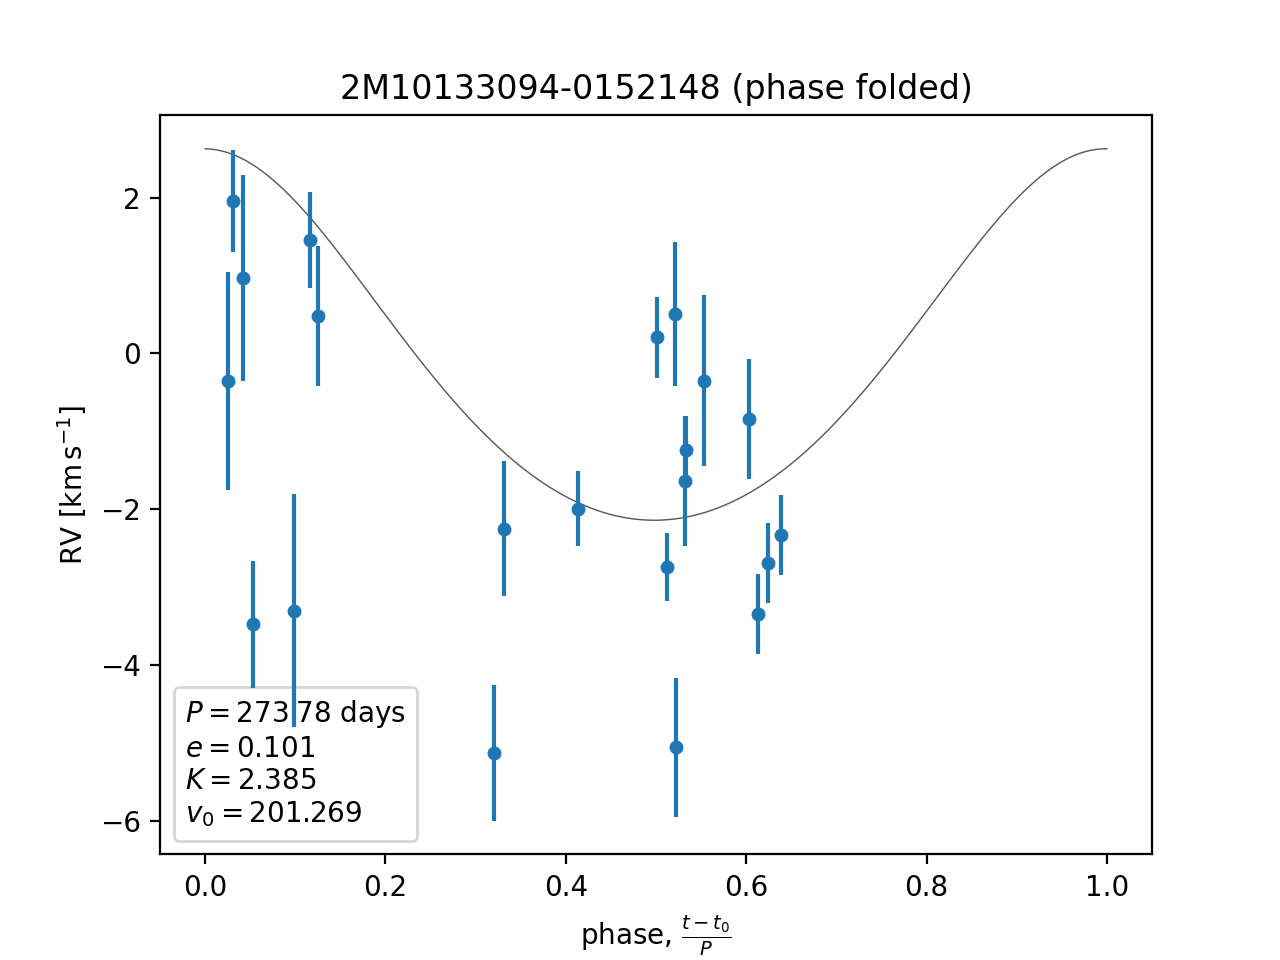 2M10133094-0152148 (phase folded)
RV [km s⁻¹]
2
0
−2
−4
−6
P = 273.78 days
e = 0.101
K = 2.385
v₀ = 201.269
0.0 0.2 0.4 0.6 0.8 1.0
phase, (t − t₀)/P